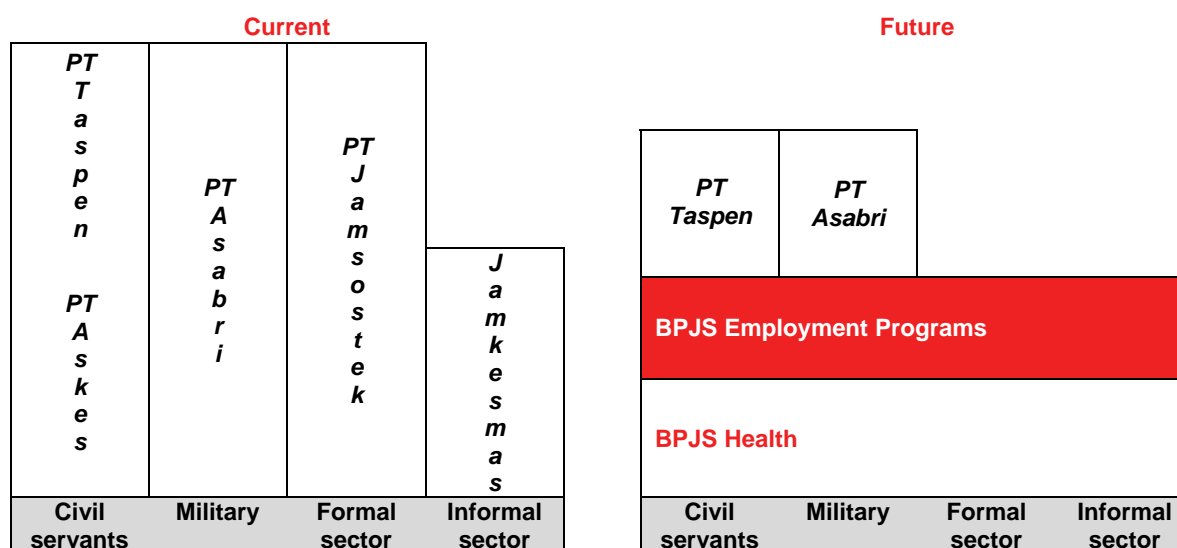 Current
PT
T
a
s
p
e
n
PT
A
s
k
e
s
PT
A
s
a
b
r
i
PT
J
a
m
s
o
s
t
e
k
J
a
m
k
e
s
m
a
s
Civil
servants
Military
Formal
sector
Informal
sector
Future
PT
Taspen
PT
Asabri
BPJS Employment Programs
BPJS Health
Civil
servants
Military
Formal
sector
Informal
sector